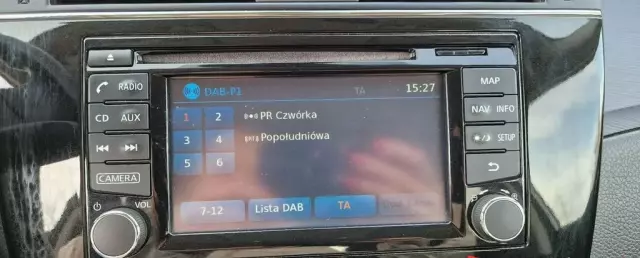 DAB-P1 TA 15:27
1 2 PR Czwórka
3 4 Popołudniówa
5 6
7-12 Lista DAB TA
RADIO
CD AUX
CAMERA
VOL
MAP
NAV INFO
SETUP